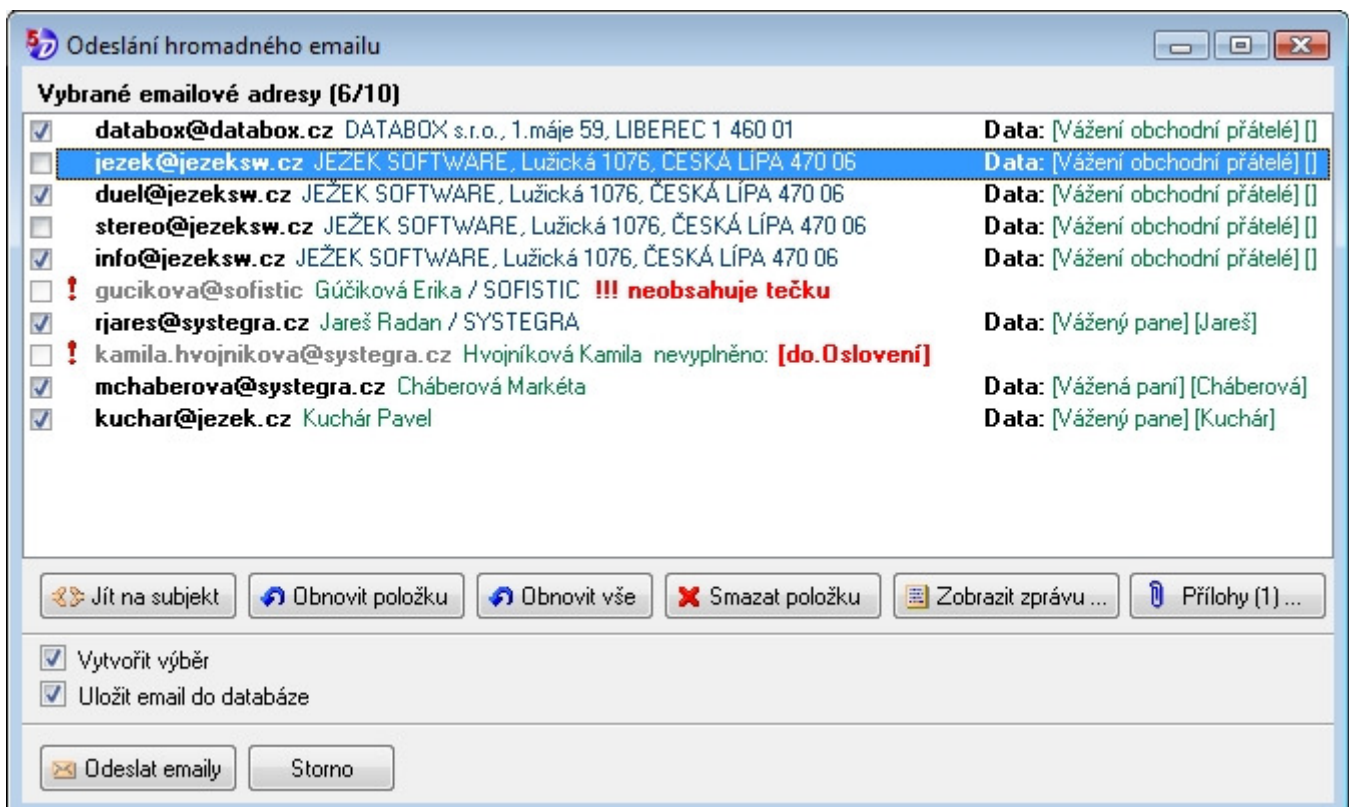 Odeslání hromadného emailu
Vybrané emailové adresy (6/10)
databox@databox.cz DATABOX s.r.o., 1.máje 59, LIBEREC 1 460 01 Data: [Vážení obchodní přátelé] []
jezek@jezeksw.cz JEŽEK SOFTWARE, Lužická 1076, ČESKÁ LÍPA 470 06 Data: [Vážení obchodní přátelé] []
duel@jezeksw.cz JEŽEK SOFTWARE, Lužická 1076, ČESKÁ LÍPA 470 06 Data: [Vážení obchodní přátelé] []
stereo@jezeksw.cz JEŽEK SOFTWARE, Lužická 1076, ČESKÁ LÍPA 470 06 Data: [Vážení obchodní přátelé] []
info@jezeksw.cz JEŽEK SOFTWARE, Lužická 1076, ČESKÁ LÍPA 470 06 Data: [Vážení obchodní přátelé] []
! gucikova@sofistic Gúčiková Erika / SOFISTIC !!! neobsahuje tečku
rjares@systegra.cz Jareš Radan / SYSTEGRA Data: [Vážený pane] [Jareš]
! kamila.hvojnikova@systegra.cz Hvojníková Kamila nevyplněno: [do.Oslovení]
mchaberova@systegra.cz Cháberová Markéta Data: [Vážená paní] [Cháberová]
kuchar@jezek.cz Kuchár Pavel Data: [Vážený pane] [Kuchár]
Jít na subjekt Obnovit položku Obnovit vše Smazat položku Zobrazit zprávu ... Přílohy (1) ...
Vytvořit výběr
Uložit email do databáze
Odeslat emaily Storno